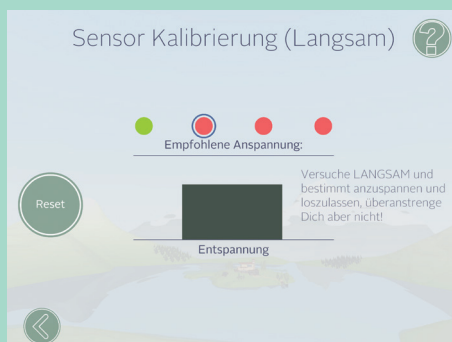 Sensor Kalibrierung (Langsam)
?
Empfohlene Anspannung:
Versuche LANGSAM und
bestimmt anzuspannen und
loszulassen, überanstrenge
Dich aber nicht!
Reset
Entspannung